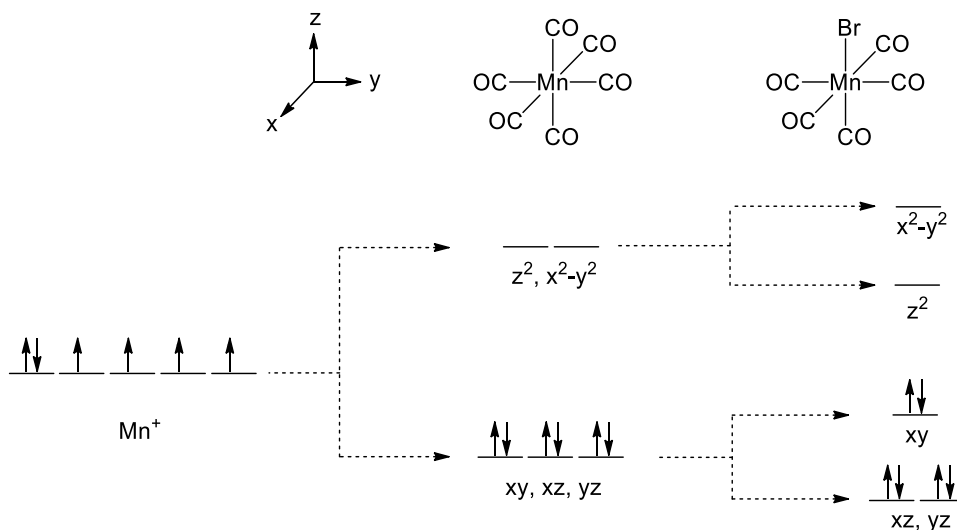 z
y
x
CO
CO
OC Mn CO
OC
CO
Br
CO
OC Mn CO
OC
CO
x²-y²
z², x²-y²
z²
Mn⁺
xy
xy, xz, yz
xz, yz